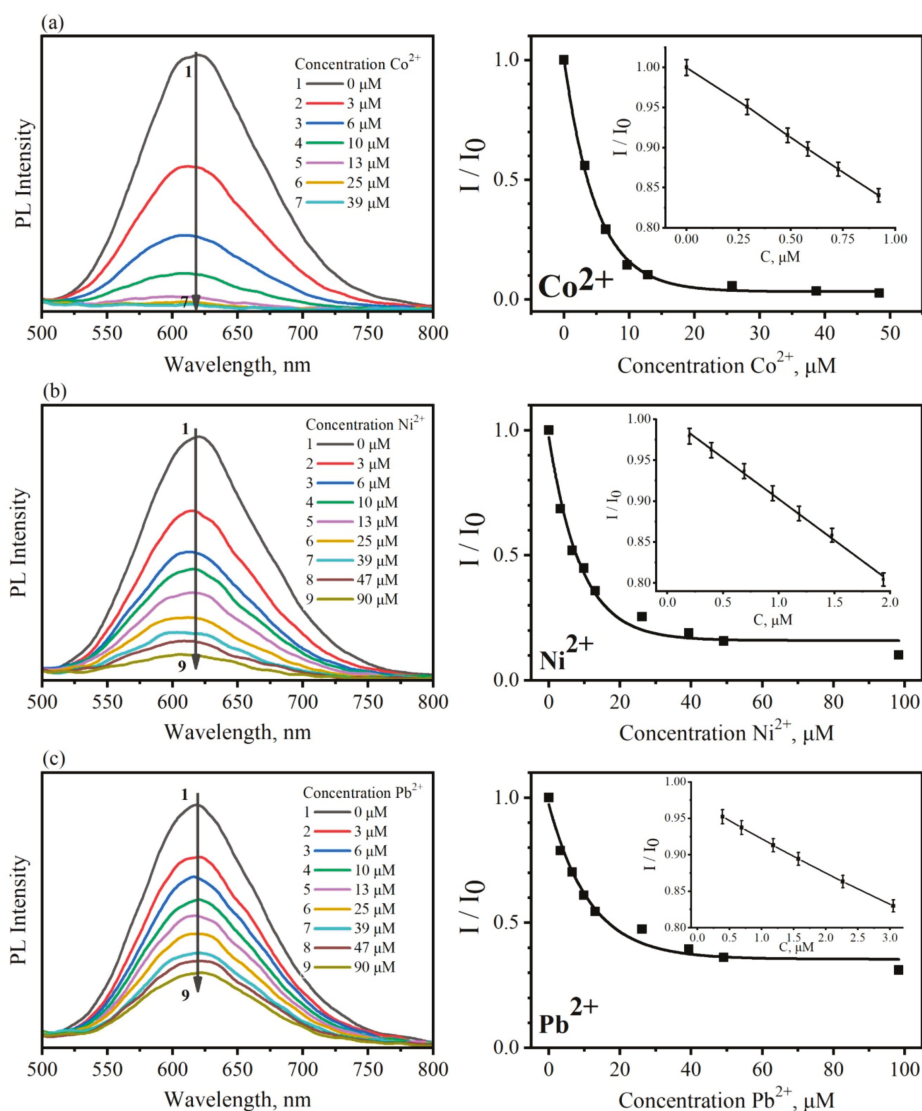 (a)
Concentration Co²⁺
1 0 μM
2 3 μM
3 6 μM
4 10 μM
5 13 μM
6 25 μM
7 39 μM
1
7
PL Intensity
500 550 600 650 700 750 800
Wavelength, nm
I / I0
1.0
0.5
0.0
0 10 20 30 40 50
Concentration Co²⁺, μM
Co²⁺
I / I0
1.00
0.95
0.90
0.85
0.80
0.00 0.25 0.50 0.75 1.00
C, μM
(b)
Concentration Ni²⁺
1 0 μM
2 3 μM
3 6 μM
4 10 μM
5 13 μM
6 25 μM
7 39 μM
8 47 μM
9 90 μM
1
9
PL Intensity
500 550 600 650 700 750 800
Wavelength, nm
I / I0
1.0
0.5
0.0
0 20 40 60 80 100
Concentration Ni²⁺, μM
Ni²⁺
I / I0
1.00
0.95
0.90
0.85
0.80
0.0 0.5 1.0 1.5 2.0
C, μM
(c)
Concentration Pb²⁺
1 0 μM
2 3 μM
3 6 μM
4 10 μM
5 13 μM
6 25 μM
7 39 μM
8 47 μM
9 90 μM
1
9
PL Intensity
500 550 600 650 700 750 800
Wavelength, nm
I / I0
1.0
0.5
0.0
0 20 40 60 80 100
Concentration Pb²⁺, μM
Pb²⁺
I / I0
1.00
0.95
0.90
0.85
0.80
0.0 0.5 1.0 1.5 2.0 2.5 3.0
C, μM